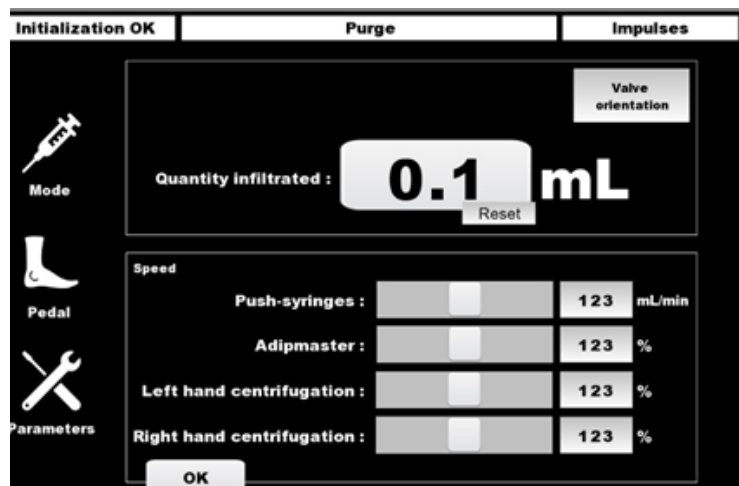 Initialization OK
Purge
Impulses
Valve
orientation
Mode
Quantity infiltrated :
0.1 mL
Reset
Pedal
Speed
Push-syringes : 123 mL/min
Adipmaster : 123 %
Left hand centrifugation : 123 %
Parameters
Right hand centrifugation : 123 %
OK